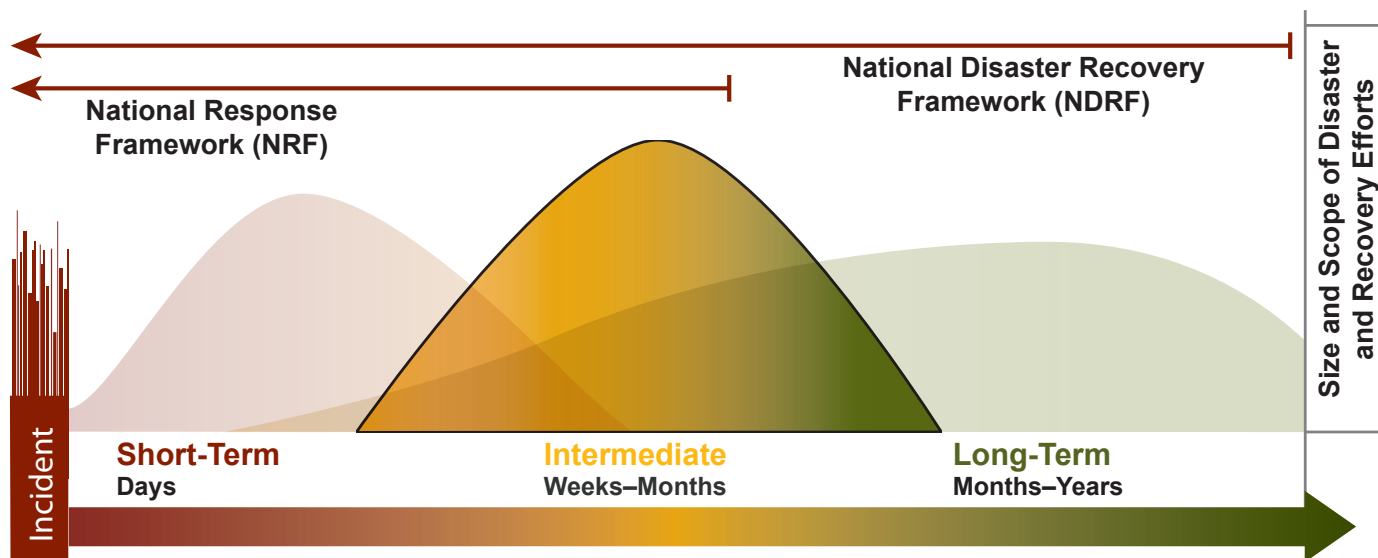 National Disaster Recovery
Framework (NDRF)
National Response
Framework (NRF)
Size and Scope of Disaster
and Recovery Efforts
Incident
Short-Term
Days
Intermediate
Weeks–Months
Long-Term
Months–Years